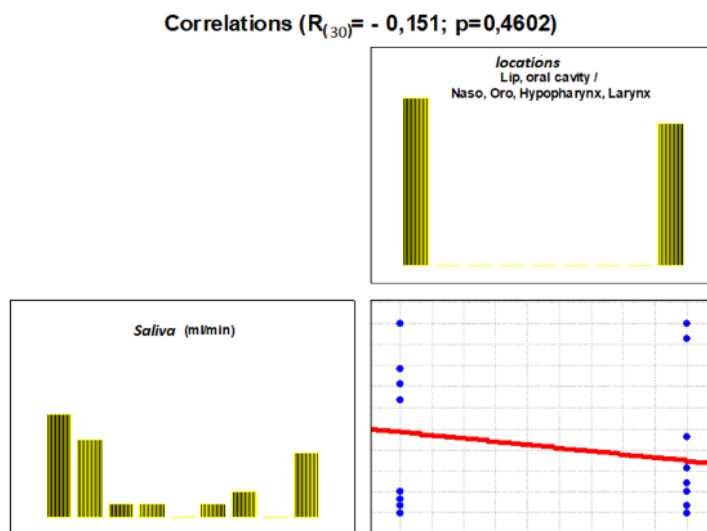 Correlations (R(30)= - 0,151; p=0,4602)
locations
Lip, oral cavity /
Naso, Oro, Hypopharynx, Larynx
Saliva (ml/min)